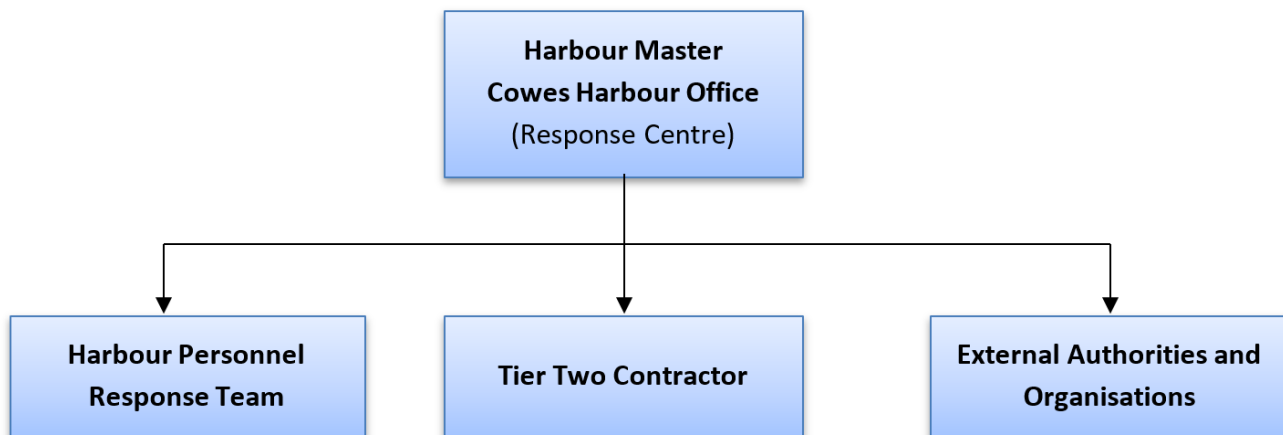 Harbour Master
Cowes Harbour Office
(Response Centre)
Harbour Personnel
Response Team
Tier Two Contractor
External Authorities and
Organisations